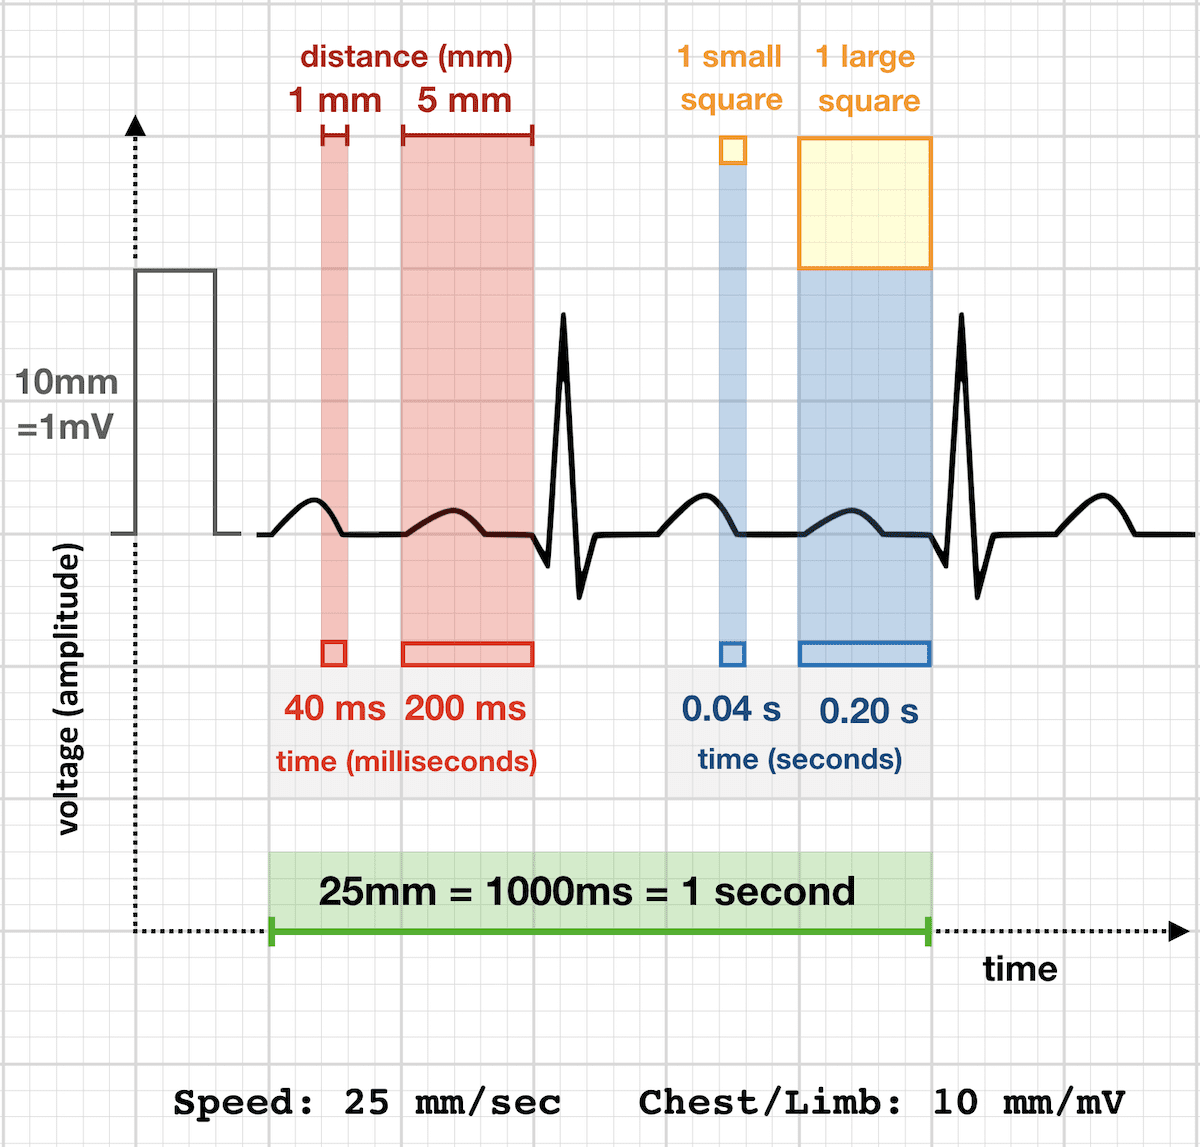 distance (mm)
1 mm
5 mm
1 small
square
1 large
square
10mm
=1mV
voltage (amplitude)
40 ms
200 ms
time (milliseconds)
0.04 s
0.20 s
time (seconds)
25mm = 1000ms = 1 second
time
Speed: 25 mm/sec
Chest/Limb: 10 mm/mV